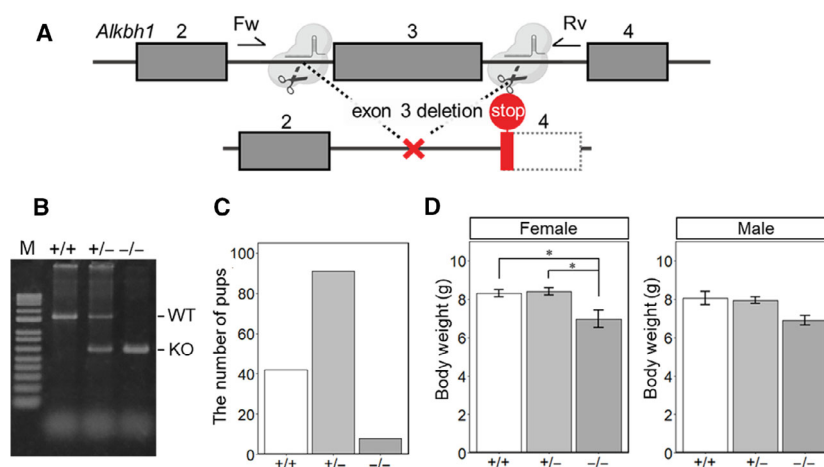 A
Alkbh1 2 Fw 3 Rv 4
exon 3 deletion stop
2 4
B
M +/+ +/− −/−
WT
KO
C
The number of pups
100
80
60
40
20
0
+/+ +/− −/−
D
Female
Body weight (g)
10
8
6
4
2
0
* 
*
+/+ +/− −/−
Male
Body weight (g)
10
8
6
4
2
0
+/+ +/− −/−